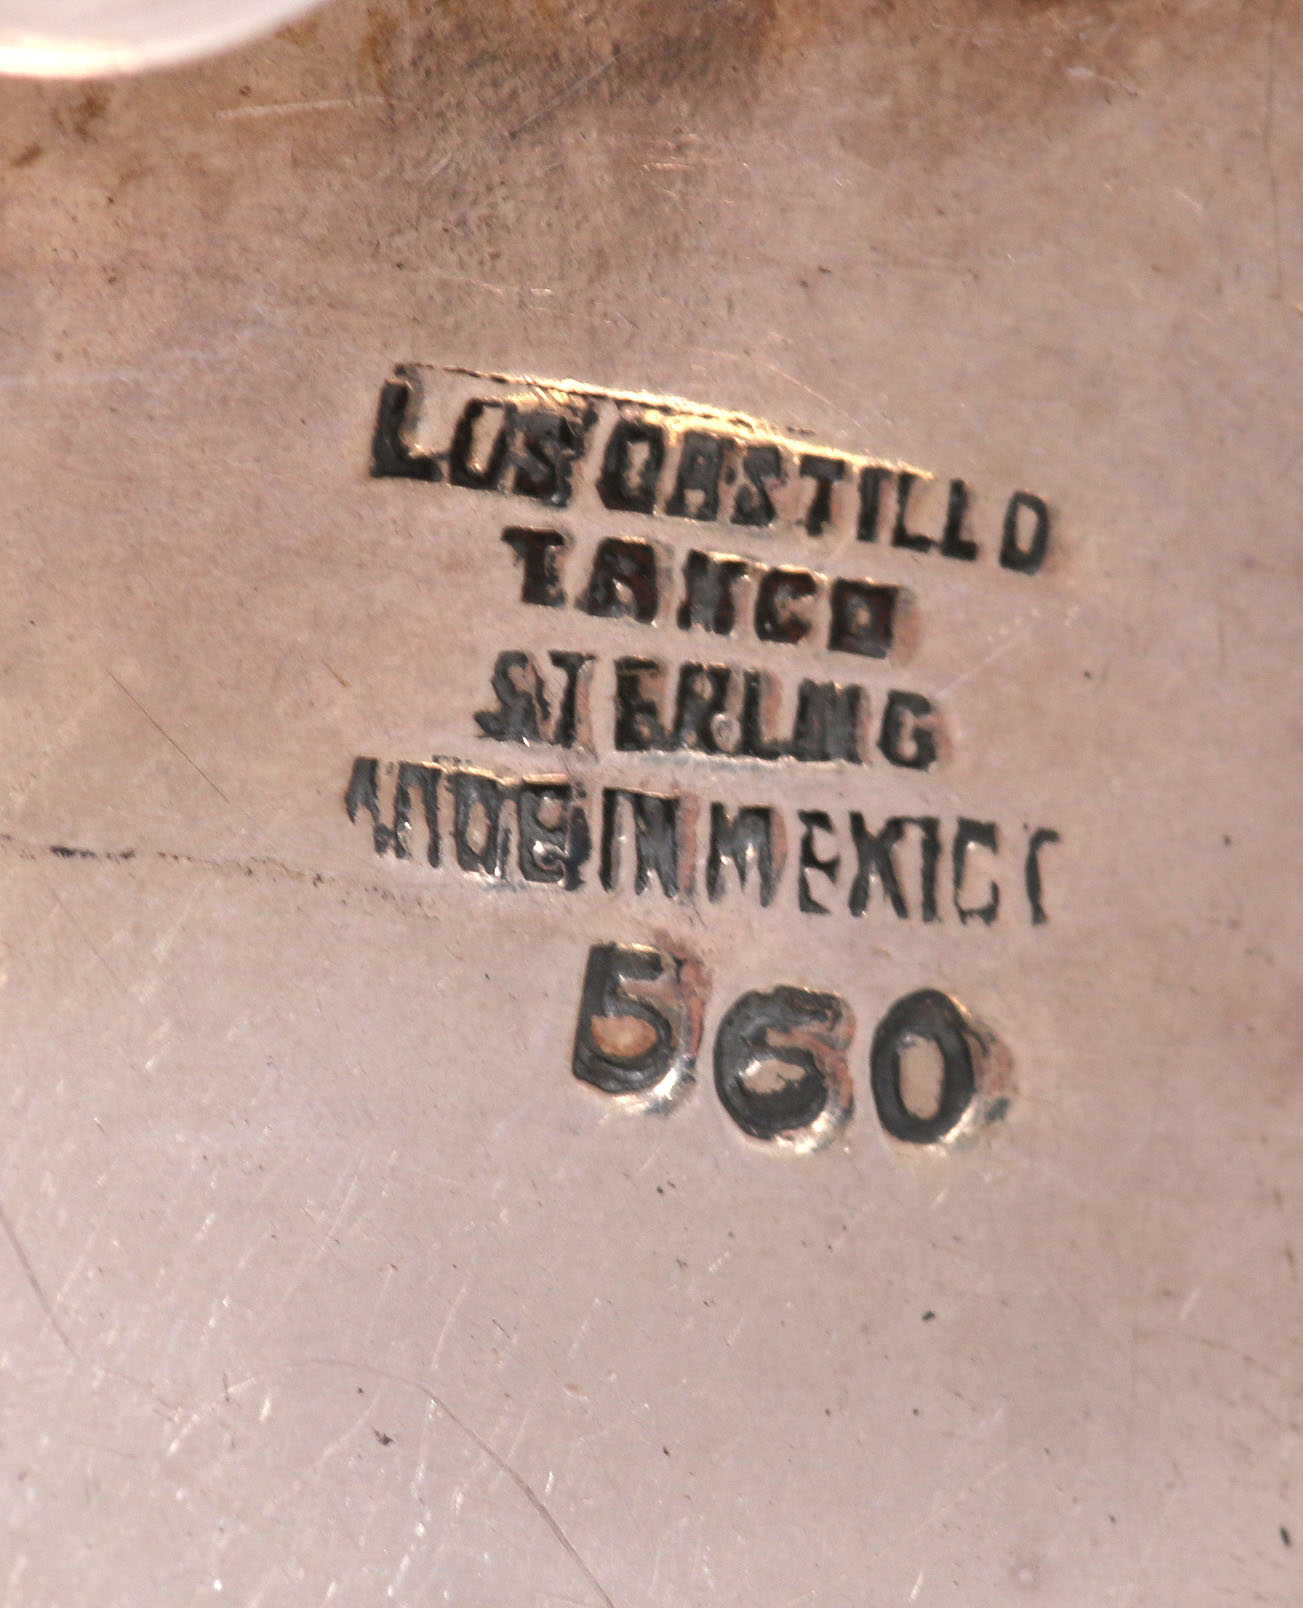 LOS CASTILLO
TAXCO
STERLING
MADE IN MEXICO
560